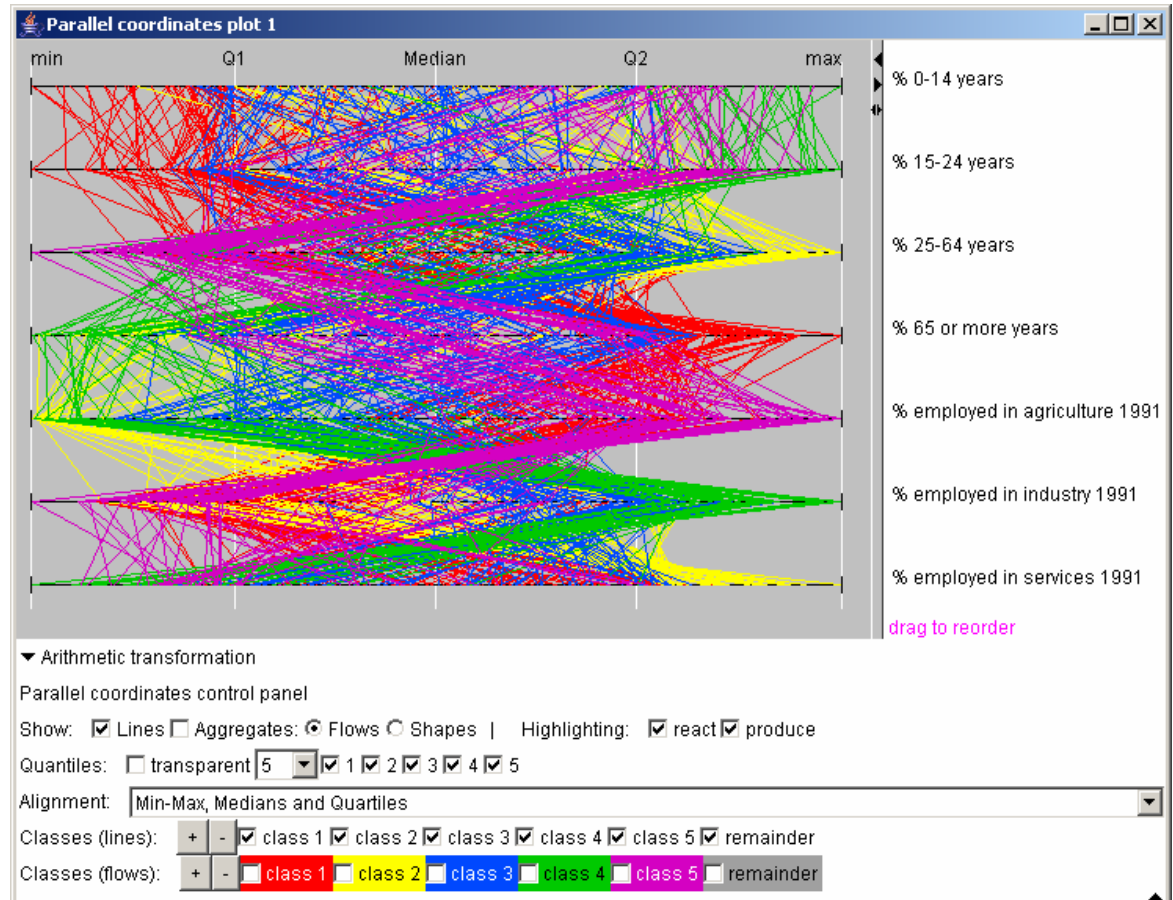 Parallel coordinates plot 1
min Q1 Median Q2 max
% 0-14 years
% 15-24 years
% 25-64 years
% 65 or more years
% employed in agriculture 1991
% employed in industry 1991
% employed in services 1991
drag to reorder
Arithmetic transformation
Parallel coordinates control panel
Show: Lines Aggregates: Flows Shapes | Highlighting: react produce
Quantiles: transparent 5 1 2 3 4 5
Alignment: Min-Max, Medians and Quartiles
Classes (lines): + - class 1 class 2 class 3 class 4 class 5 remainder
Classes (flows): + - class 1 class 2 class 3 class 4 class 5 remainder